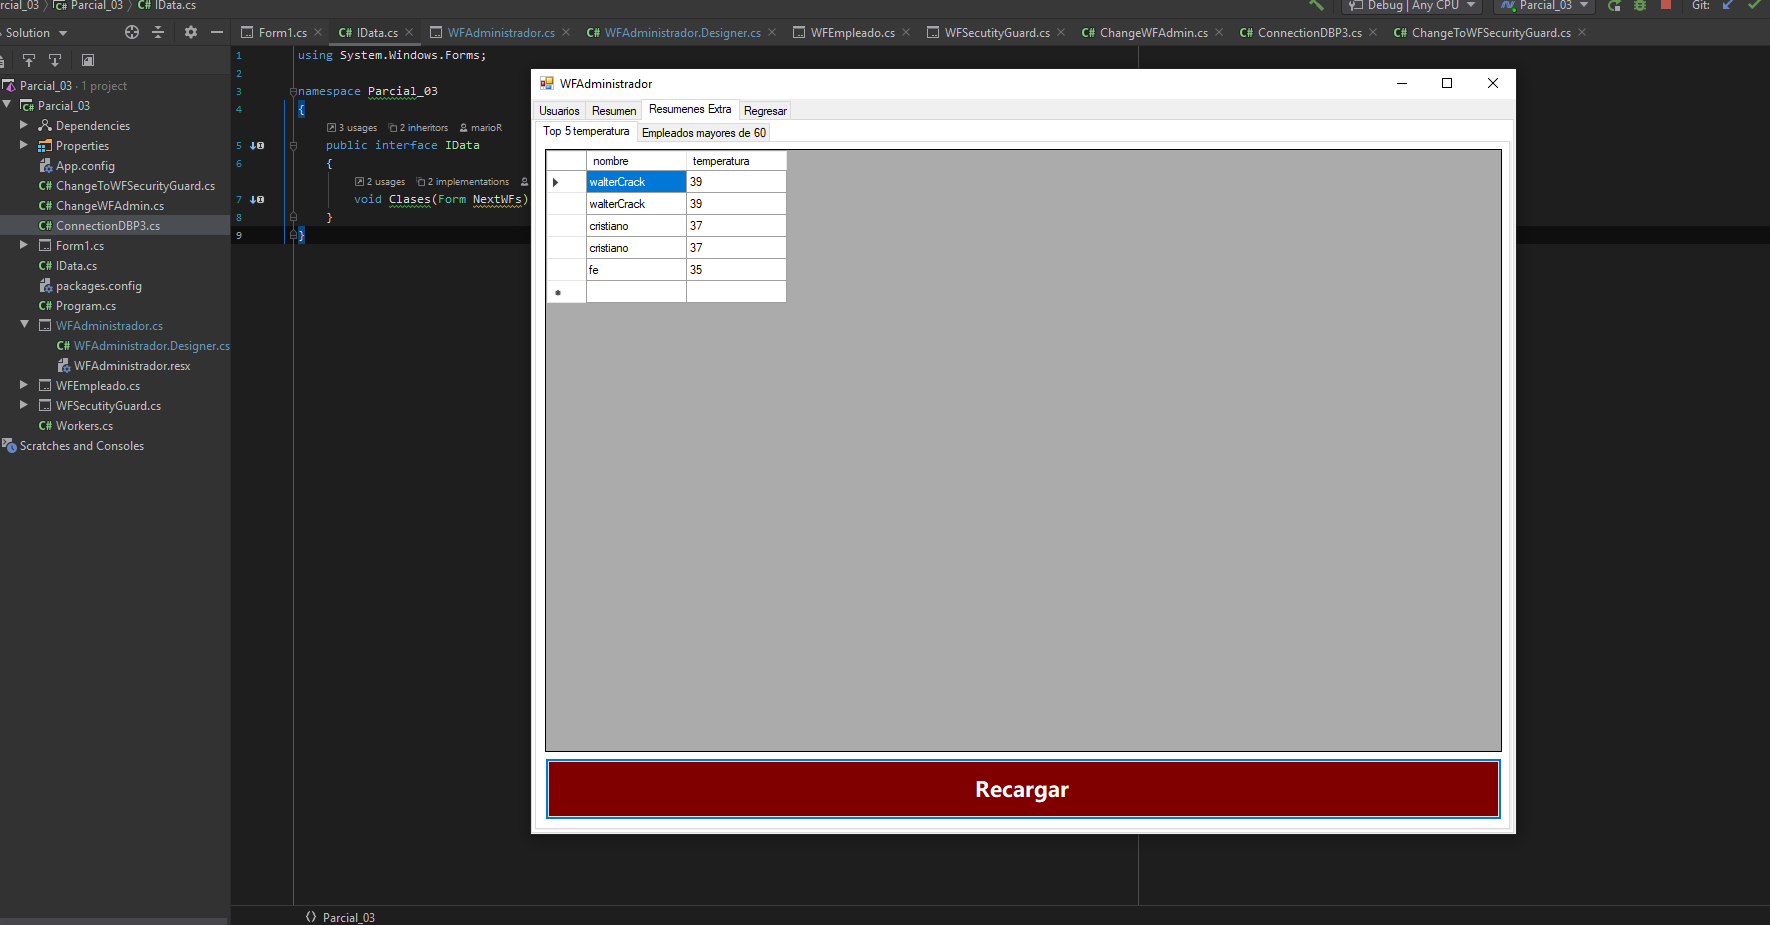 rcial_03 〉 Parcial_03 〉 C# IData.cs
Debug | Any CPU
Parcial_03
Git:
Solution
Form1.cs
C# IData.cs
WFAdministrador.cs
C# WFAdministrador.Designer.cs
WFEmpleado.cs
WFSecutityGuard.cs
C# ChangeWFAdmin.cs
C# ConnectionDBP3.cs
C# ChangeToWFSecurityGuard.cs
Parcial_03 · 1 project
C# Parcial_03
Dependencies
Properties
App.config
C# ChangeToWFSecurityGuard.cs
C# ChangeWFAdmin.cs
C# ConnectionDBP3.cs
Form1.cs
C# IData.cs
packages.config
C# Program.cs
WFAdministrador.cs
C# WFAdministrador.Designer.cs
WFAdministrador.resx
WFEmpleado.cs
WFSecutityGuard.cs
C# Workers.cs
Scratches and Consoles
1 using System.Windows.Forms;
2
3 namespace Parcial_03
4 {
3 usages 2 inheritors marioR
5 public interface IData
6 {
2 usages 2 implementations
7 void Clases(Form NextWFs)
8 }
9 }
Parcial_03
WFAdministrador
Usuarios Resumen Resumenes Extra Regresar
Top 5 temperatura Empleados mayores de 60
nombre temperatura
walterCrack 39
walterCrack 39
cristiano 37
cristiano 37
fe 35
Recargar